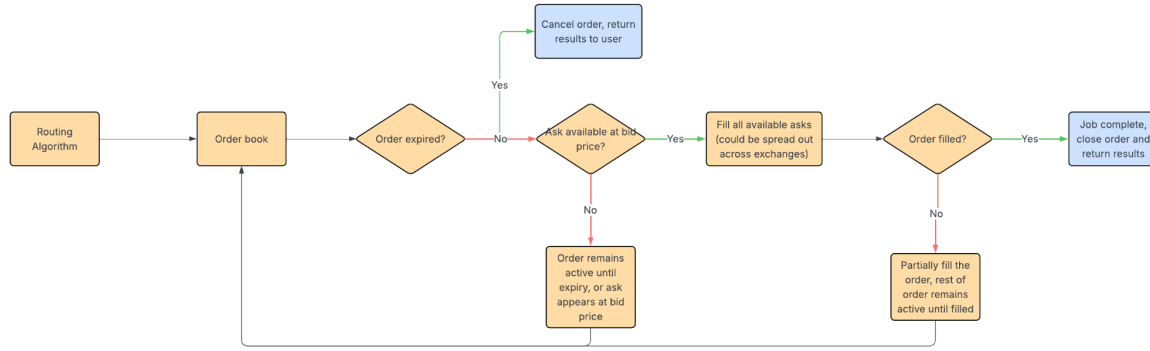 Cancel order, return
results to user
Yes
Routing
Algorithm
Order book
Order expired?
No
Ask available at bid
price?
Yes
Fill all available asks
(could be spread out
across exchanges)
Order filled?
Yes
Job complete,
close order and
return results
No
No
Order remains
active until
expiry, or ask
appears at bid
price
Partially fill the
order, rest of
order remains
active until filled